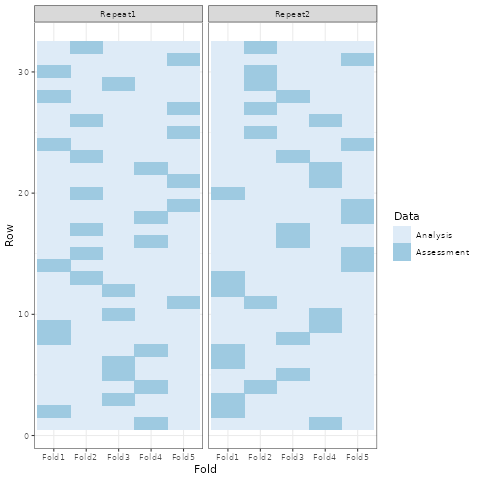 Repeat1 Repeat2
30
20
10
0
Row
Fold1 Fold2 Fold3 Fold4 Fold5 Fold1 Fold2 Fold3 Fold4 Fold5
Fold
Data
Analysis
Assessment